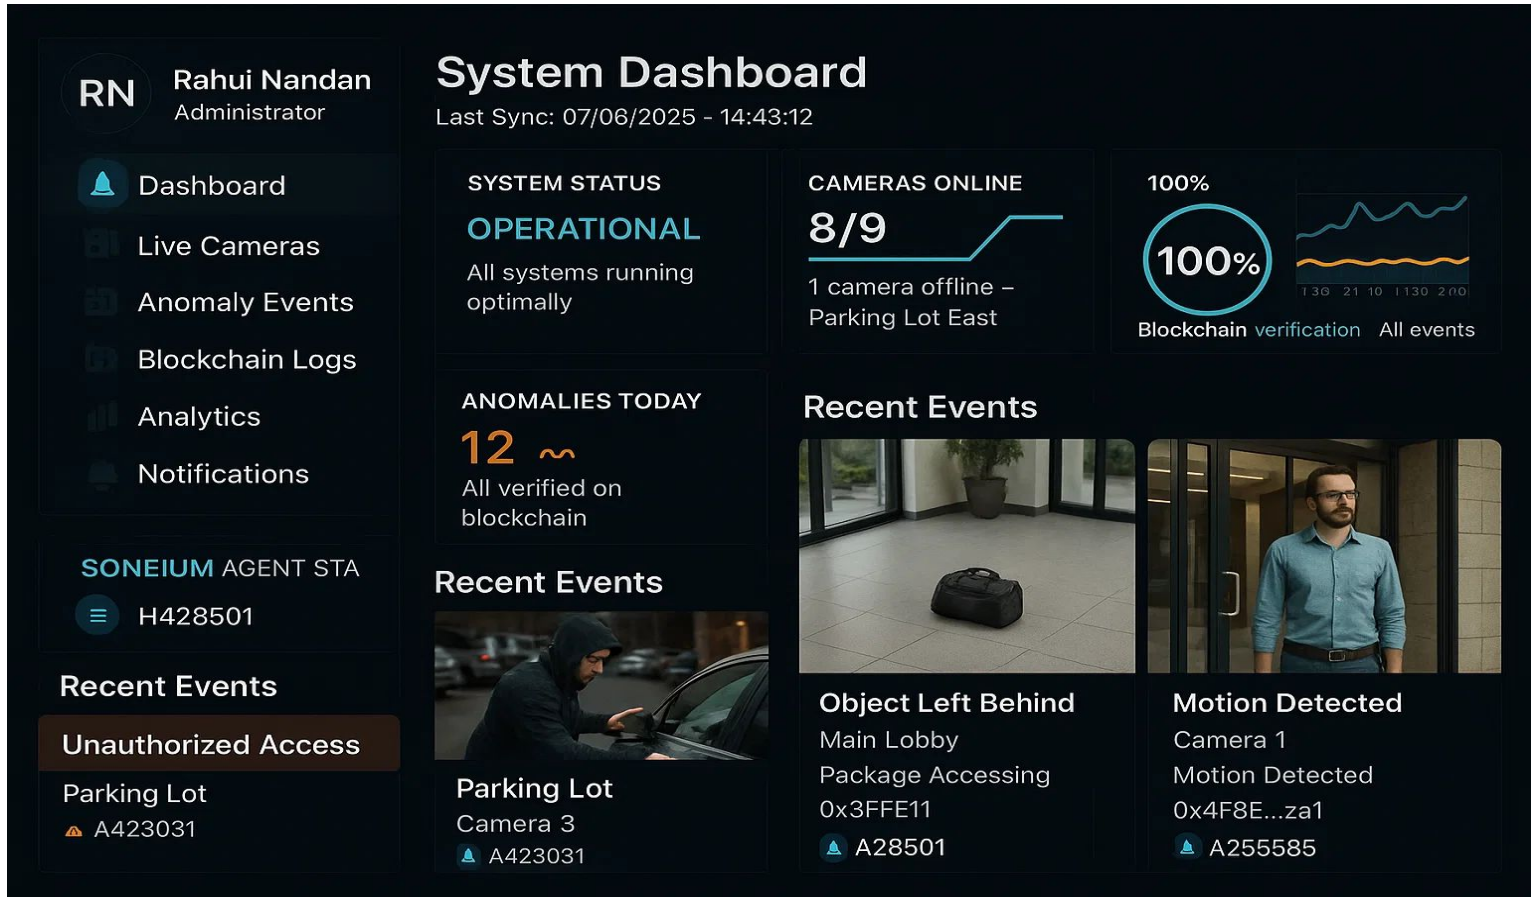 RN
Rahui Nandan
Administrator
Dashboard
Live Cameras
Anomaly Events
Blockchain Logs
Analytics
Notifications
SONEIUM AGENT STA
H428501
Recent Events
Unauthorized Access
Parking Lot
A423031
System Dashboard
Last Sync: 07/06/2025 - 14:43:12
SYSTEM STATUS
OPERATIONAL
All systems running
optimally
CAMERAS ONLINE
8/9
1 camera offline –
Parking Lot East
100%
100%
21 10
Blockchain verification All events
ANOMALIES TODAY
12
All verified on
blockchain
Recent Events
Parking Lot
Camera 3
A423031
Recent Events
Object Left Behind
Main Lobby
Package Accessing
0x3FFE11
A28501
Motion Detected
Camera 1
Motion Detected
0x4F8E...za1
A255585